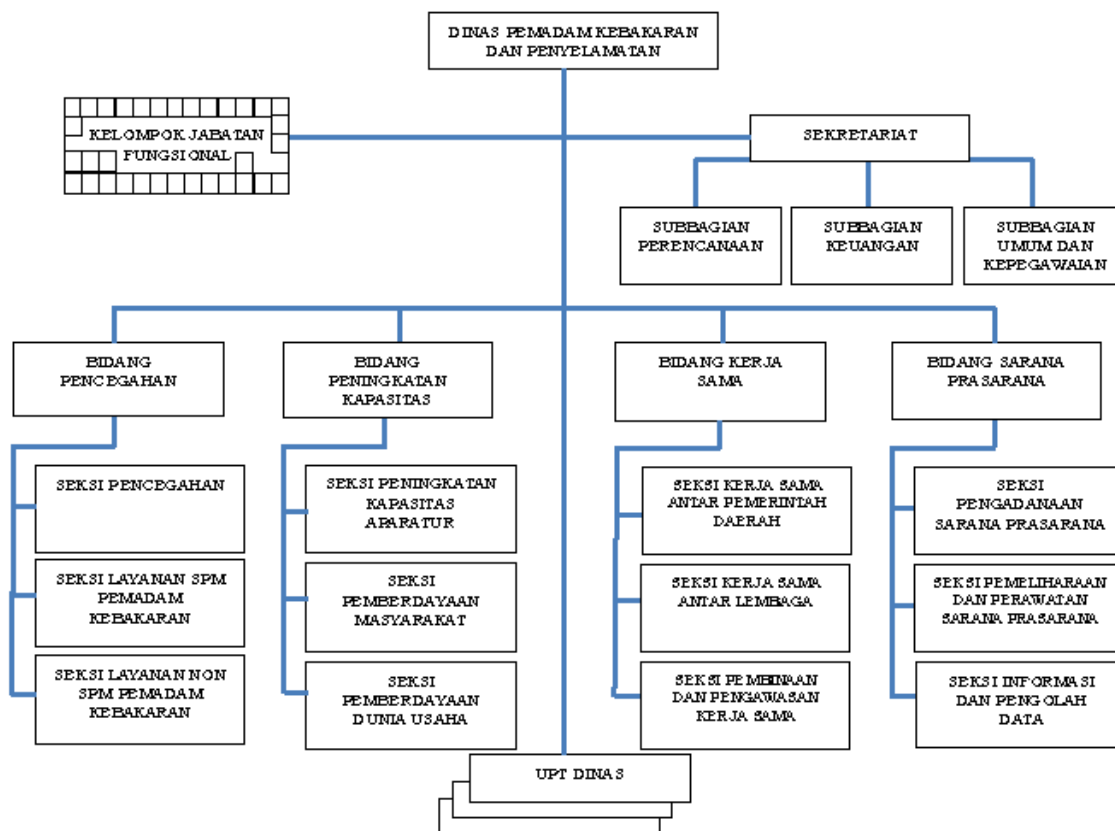 DINAS PEMADAM KEBAKARAN
DAN PENYELAMATAN
KELOMPOK JABATAN
FUNGSIONAL
SEKRETARIAT
SUBBAGIAN
PERENCANAAN
SUBBAGIAN
KEUANGAN
SUBBAGIAN
UMUM DAN
KEPEGAWAIAN
BIDANG
PENCEGAHAN
BIDANG
PENINGKATAN
KAPASITAS
BIDANG KERJA
SAMA
BIDANG SARANA
PRASARANA
SEKSI PENCEGAHAN
SEKSI LAYANAN SPM
PEMADAM
KEBAKARAN
SEKSI LAYANAN NON
SPM PEMADAM
KEBAKARAN
SEKSI PENINGKATAN
KAPASITAS
APARATUR
SEKSI
PEMBERDAYAAN
MASYARAKAT
SEKSI
PEMBERDAYAAN
DUNIA USAHA
SEKSI KERJA SAMA
ANTAR PEMERINTAH
DAERAH
SEKSI KERJA SAMA
ANTAR LEMBAGA
SEKSI PEMBINAAN
DAN PENGAWASAN
KERJA SAMA
SEKSI
PENGADANAAN
SARANA PRASARANA
SEKSI PEMELIHARAAN
DAN PERAWATAN
SARANA PRASARANA
SEKSI INFORMASI
DAN PENGOLAH
DATA
UPT DINAS